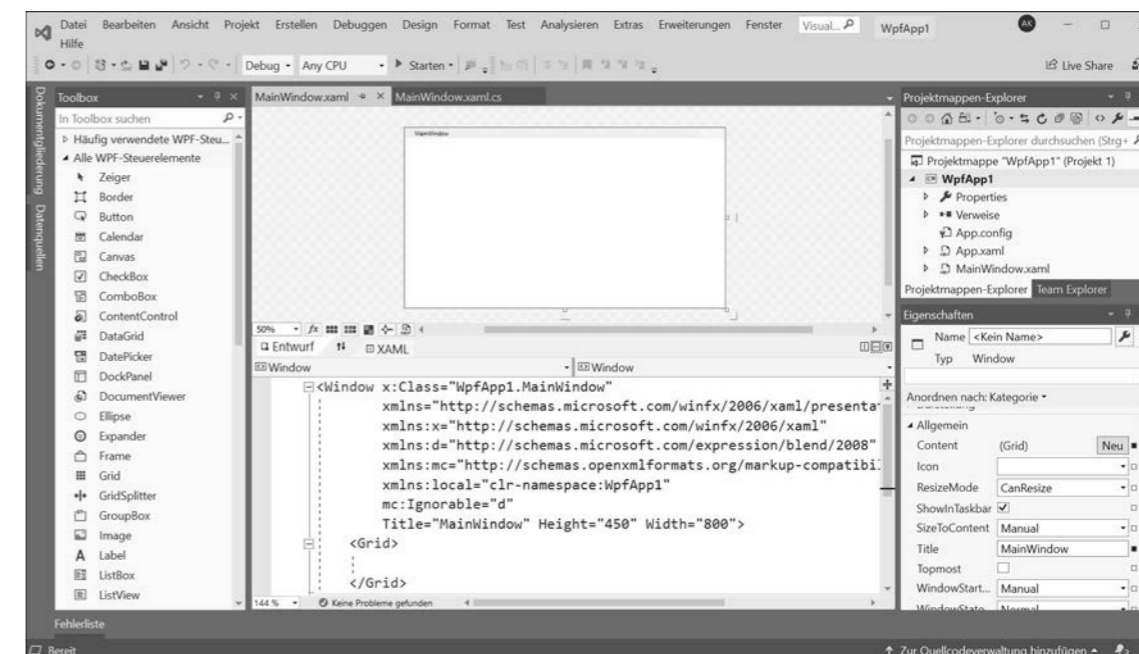 Datei Bearbeiten Ansicht Projekt Erstellen Debuggen Design Format Test Analysieren Extras Erweiterungen Fenster Visual... WpfApp1 AK
Hilfe
Debug Any CPU Starten Live Share
Dokumentgliederung
Datenquellen
Toolbox
In Toolbox suchen
Häufig verwendete WPF-Steu...
Alle WPF-Steuerelemente
Zeiger
Border
Button
Calendar
Canvas
CheckBox
ComboBox
ContentControl
DataGrid
DatePicker
DockPanel
DocumentViewer
Ellipse
Expander
Frame
Grid
GridSplitter
GroupBox
Image
Label
ListBox
ListView
MainWindow.xaml MainWindow.xaml.cs
MainWindow
50% fx
Entwurf XAML
Window Window
<Window x:Class="WpfApp1.MainWindow"
xmlns="http://schemas.microsoft.com/winfx/2006/xaml/presenta
xmlns:x="http://schemas.microsoft.com/winfx/2006/xaml"
xmlns:d="http://schemas.microsoft.com/expression/blend/2008"
xmlns:mc="http://schemas.openxmlformats.org/markup-compatibi
xmlns:local="clr-namespace:WpfApp1"
mc:Ignorable="d"
Title="MainWindow" Height="450" Width="800">
<Grid>
</Grid>
144 % Keine Probleme gefunden
Projektmappen-Explorer
Projektmappen-Explorer durchsuchen (Strg+
Projektmappe "WpfApp1" (Projekt 1)
WpfApp1
Properties
Verweise
App.config
App.xaml
MainWindow.xaml
Projektmappen-Explorer Team Explorer
Eigenschaften
Name <Kein Name>
Typ Window
Anordnen nach: Kategorie
Allgemein
Content (Grid) Neu
Icon
ResizeMode CanResize
ShowInTaskbar
SizeToContent Manual
Title MainWindow
Topmost
WindowStart... Manual
WindowState Normal
Fehlerliste
Bereit Zur Quellcodeverwaltung hinzufügen